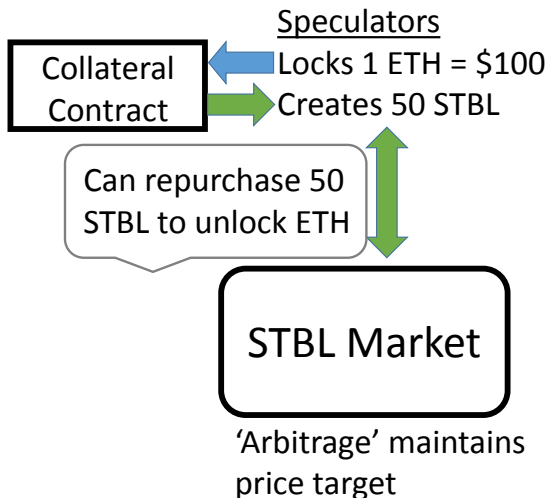 Speculators
Locks 1 ETH = $100
Creates 50 STBL
Collateral
Contract
Can repurchase 50
STBL to unlock ETH
STBL Market
‘Arbitrage’ maintains
price target